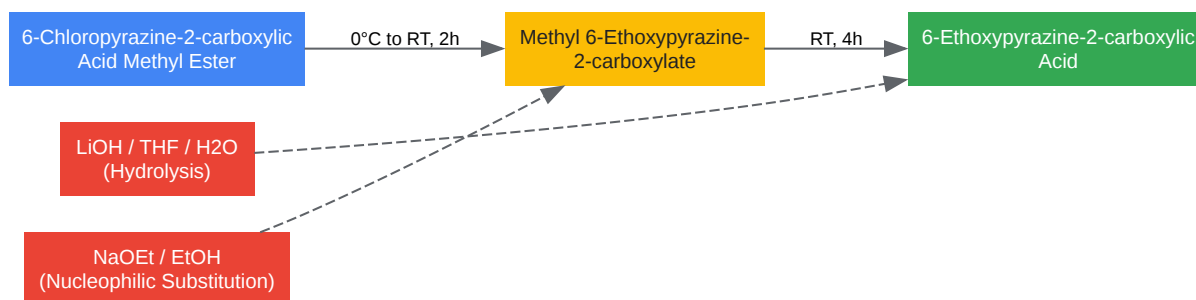 6-Chloropyrazine-2-carboxylic
Acid Methyl Ester
0°C to RT, 2h
Methyl 6-Ethoxypyrazine-
2-carboxylate
RT, 4h
6-Ethoxypyrazine-2-carboxylic
Acid
LiOH / THF / H2O
(Hydrolysis)
NaOEt / EtOH
(Nucleophilic Substitution)